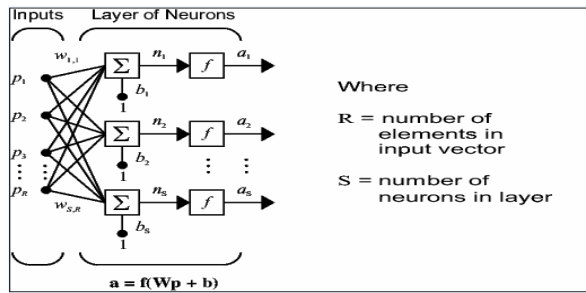 Inputs Layer of Neurons
w1,1 n1 a1
Σ f
p1
b1
1
p2
n2 a2
Σ f
p3
b2
1
pR
nS aS
Σ f
wS,R
bS
1
a = f(Wp + b)
Where
R = number of
elements in
input vector
S = number of
neurons in layer